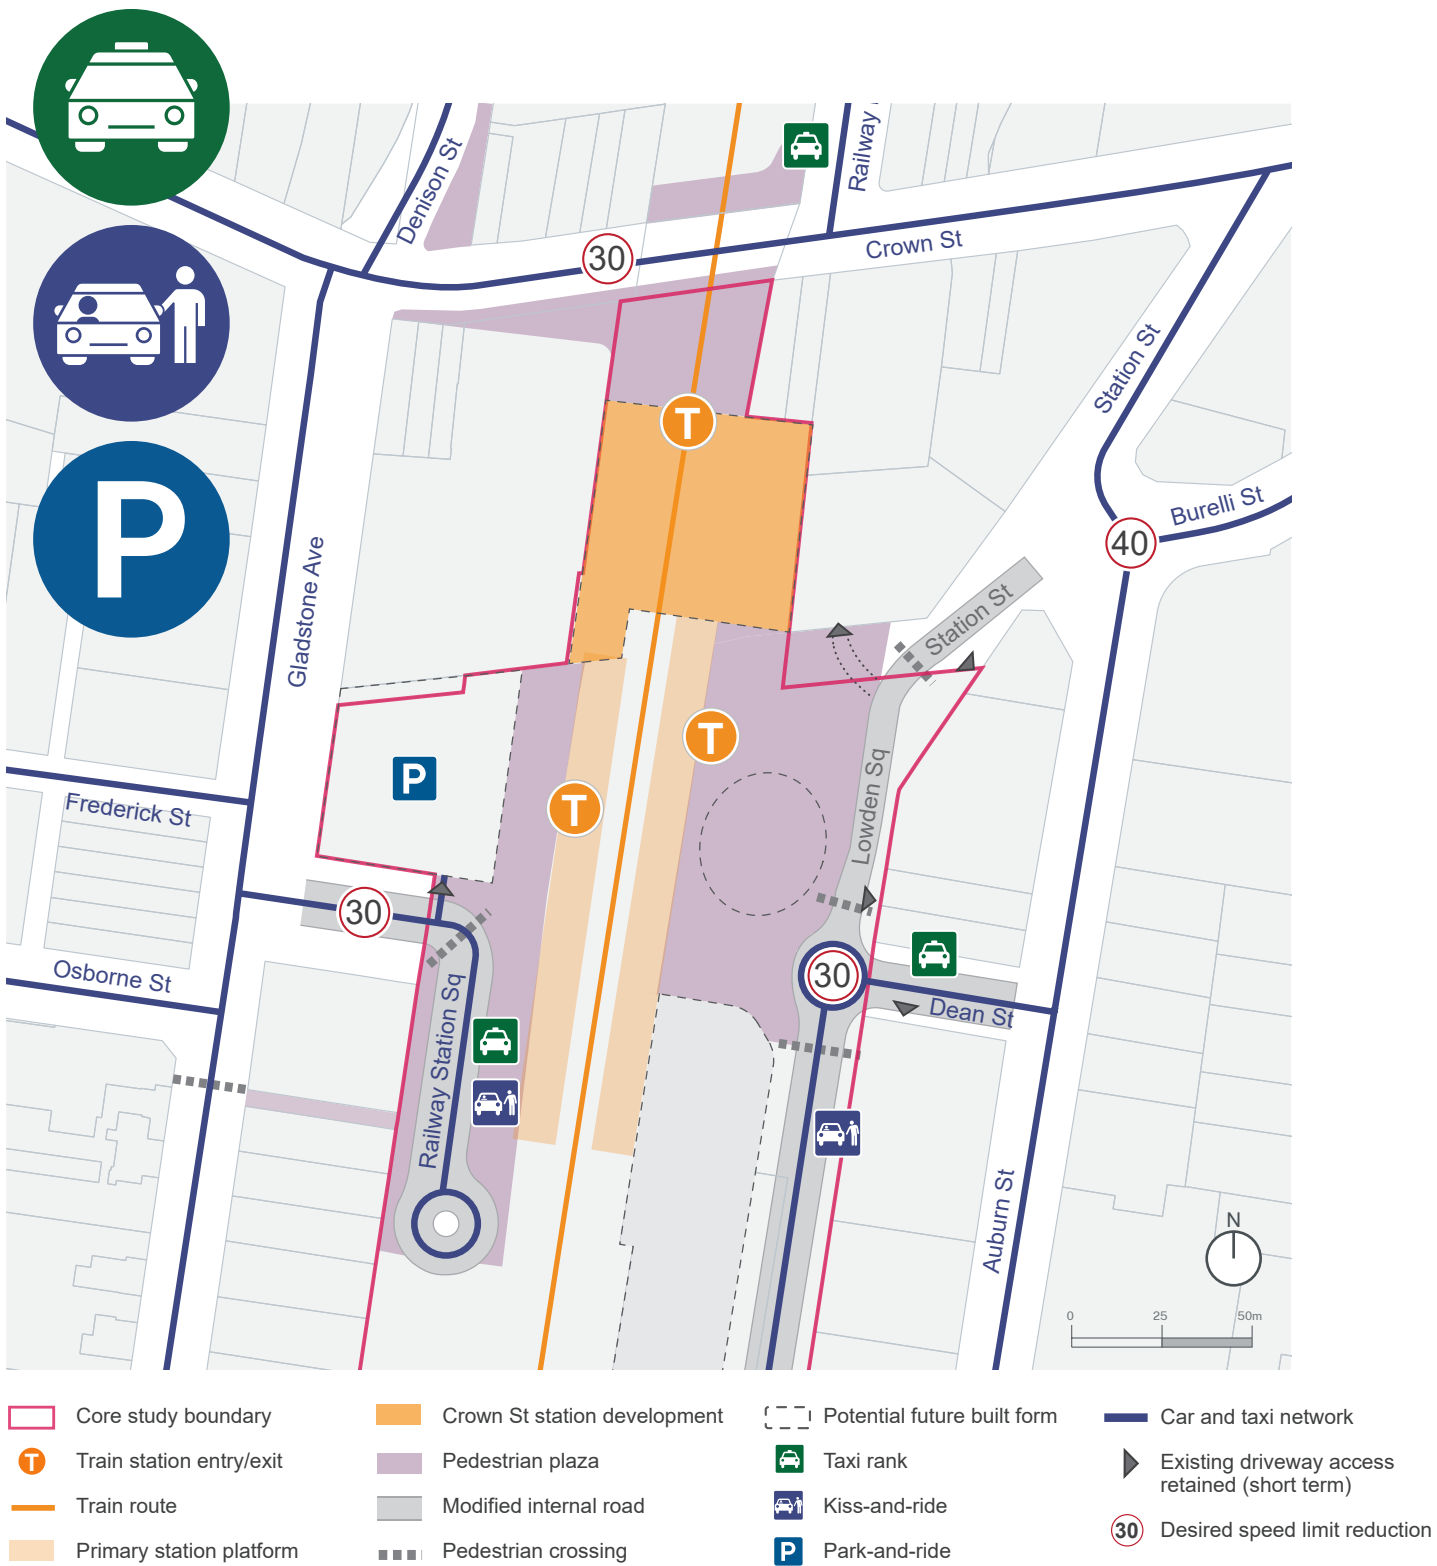 Denison St
Railway
30
Crown St
Station St
T
P
40
Burelli St
Gladstone Ave
Station St
T
T
P
Lowden Sq
Frederick St
30
30
Osborne St
Dean St
Railway Station Sq
Auburn St
N
0 25 50m
Core study boundary
Crown St station development
Potential future built form
Car and taxi network
T Train station entry/exit
Pedestrian plaza
Taxi rank
Existing driveway access
retained (short term)
Train route
Modified internal road
Kiss-and-ride
30 Desired speed limit reduction
Primary station platform
Pedestrian crossing
P Park-and-ride